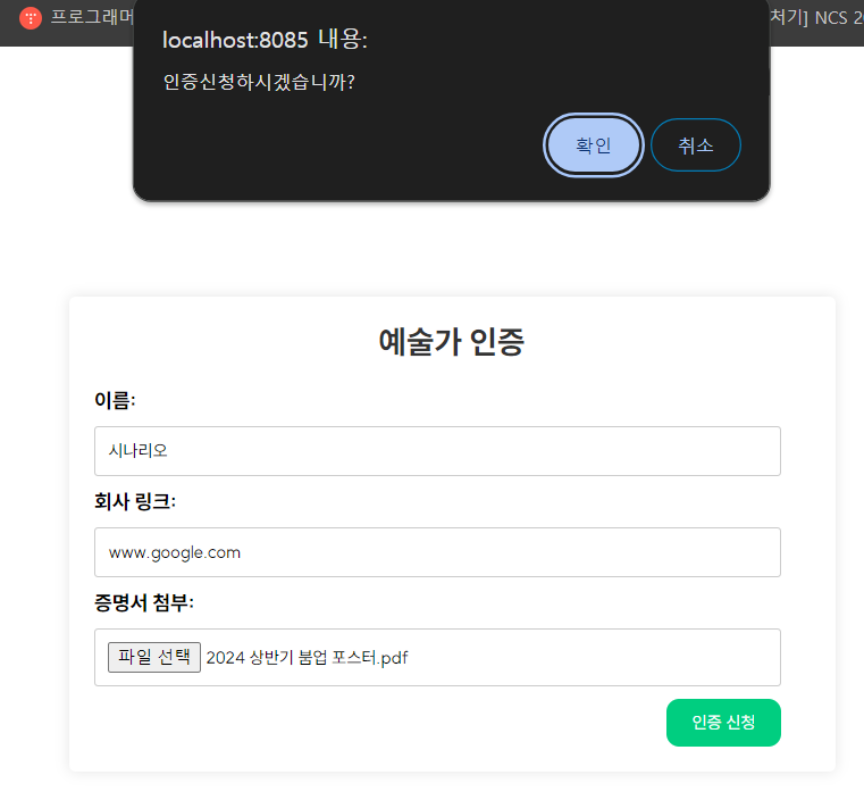 프로그래머
처기] NCS 20
localhost:8085 내용:
인증신청하시겠습니까?
확인 취소
예술가 인증
이름:
시나리오
회사 링크:
www.google.com
증명서 첨부:
파일 선택 2024 상반기 붐업 포스터.pdf
인증 신청